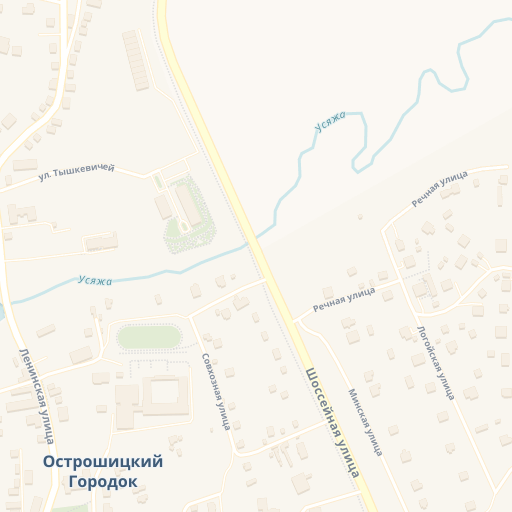 Усяжа
ул. Тышкевичей
Речная улица
Усяжа
Речная улица
Логойская улица
Ленинская улица
Совхозная улица
Шоссейная улица
Минская улица
Острошицкий
Городок